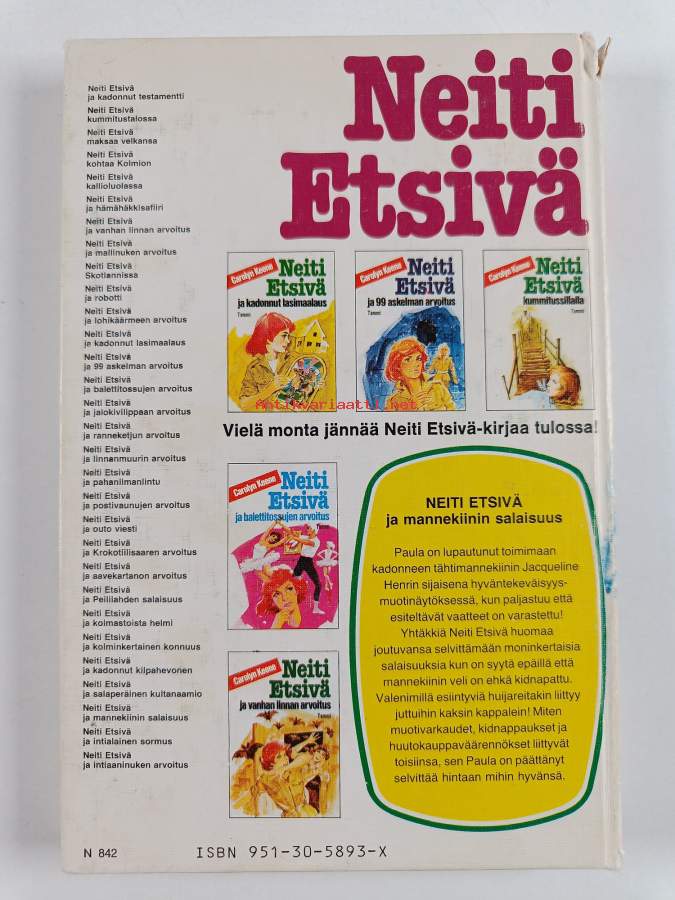 Neiti Etsivä
ja kadonnut testamentti
Neiti Etsivä
kummitustalossa
Neiti Etsivä
maksaa velkansa
Neiti Etsivä
kohtaa Kolmion
Neiti Etsivä
kallioluolassa
Neiti Etsivä
ja hämähäkkisafiiri
Neiti Etsivä
ja vanhan linnan arvoitus
Neiti Etsivä
ja mallinuken arvoitus
Neiti Etsivä
Skotlannissa
Neiti Etsivä
ja robotti
Neiti Etsivä
ja lohikäärmeen arvoitus
Neiti Etsivä
ja kadonnut lasimaalaus
Neiti Etsivä
ja 99 askelman arvoitus
Neiti Etsivä
ja balettitossujen arvoitus
Neiti Etsivä
ja jalokivilippaan arvoitus
Neiti Etsivä
ja ranneketjun arvoitus
Neiti Etsivä
ja linnanmuurin arvoitus
Neiti Etsivä
ja pahanilmanlintu
Neiti Etsivä
ja postivaunujen arvoitus
Neiti Etsivä
ja outo viesti
Neiti Etsivä
ja Krokotiilisaaren arvoitus
Neiti Etsivä
ja aavekartanon arvoitus
Neiti Etsivä
ja Peililahden salaisuus
Neiti Etsivä
ja kolmastoista helmi
Neiti Etsivä
ja kolminkertainen konnuus
Neiti Etsivä
ja kadonnut kilpahevonen
Neiti Etsivä
ja salaperäinen kultanaamio
Neiti Etsivä
ja mannekiinin salaisuus
Neiti Etsivä
ja intialainen sormus
Neiti Etsivä
ja intiaaninuken arvoitus
Neiti
Etsivä
Carolyn Keene
Neiti
Etsivä
ja kadonnut lasimaalaus
Tammi
Carolyn Keene
Neiti
Etsivä
ja 99 askelman arvoitus
Tammi
Carolyn Keene
Neiti
Etsivä
kummitussillalla
Tammi
Antikvariaatti.net
Vielä monta jännää Neiti Etsivä-kirjaa tulossa!
Carolyn Keene
Neiti
Etsivä
ja balettitossujen arvoitus
Tammi
Carolyn Keene
Neiti
Etsivä
ja vanhan linnan arvoitus
Tammi
NEITI ETSIVÄ
ja mannekiinin salaisuus
Paula on lupautunut toimimaan
kadonneen tähtimannekiinin Jacqueline
Henrin sijaisena hyväntekeväisyys-
muotinäytöksessä, kun paljastuu että
esiteltävät vaatteet on varastettu!
Yhtäkkiä Neiti Etsivä huomaa
joutuvansa selvittämään moninkertaisia
salaisuuksia kun on syytä epäillä että
mannekiinin veli on ehkä kidnapattu.
Valenimillä esiintyviä huijareitakin liittyy
juttuihin kaksin kappalein! Miten
muotivarkaudet, kidnappaukset ja
huutokauppaväärennökset liittyvät
toisiinsa, sen Paula on päättänyt
selvittää hintaan mihin hyvänsä.
N 842
ISBN 951-30-5893-X